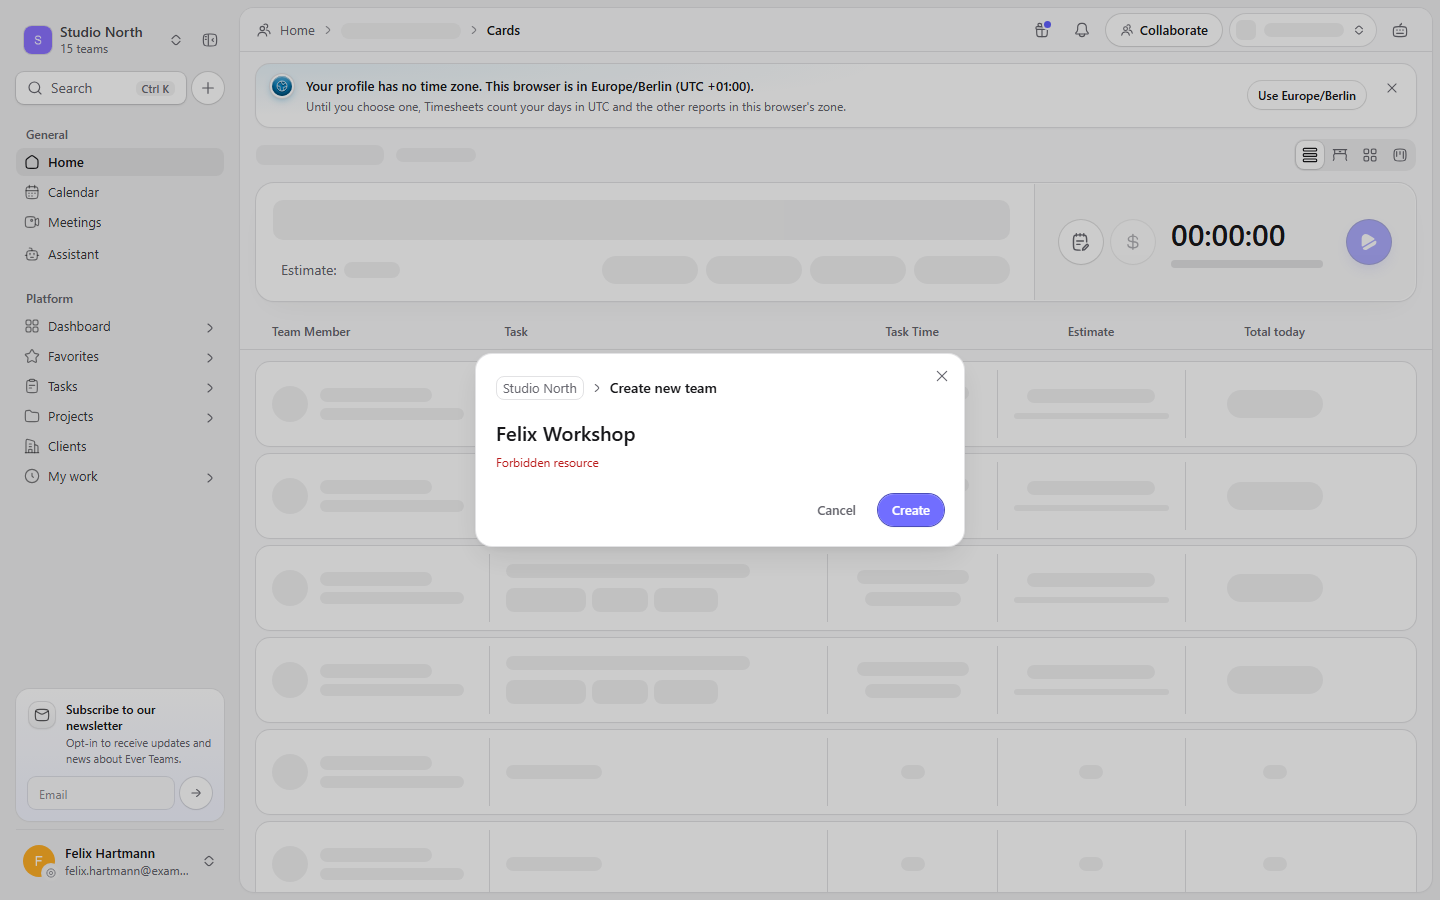 S
Studio North
15 teams
Search
Ctrl K
General
Home
Calendar
Meetings
Assistant
Platform
Dashboard
Favorites
Tasks
Projects
Clients
My work
Subscribe to our
newsletter
Opt-in to receive updates and
news about Ever Teams.
Email
F
Felix Hartmann
felix.hartmann@exam...
Home
Cards
Collaborate
Your profile has no time zone. This browser is in Europe/Berlin (UTC +01:00).
Until you choose one, Timesheets count your days in UTC and the other reports in this browser's zone.
Use Europe/Berlin
Estimate:
$
00:00:00
Team Member
Task
Task Time
Estimate
Total today
Studio North
Create new team
Felix Workshop
Forbidden resource
Cancel
Create